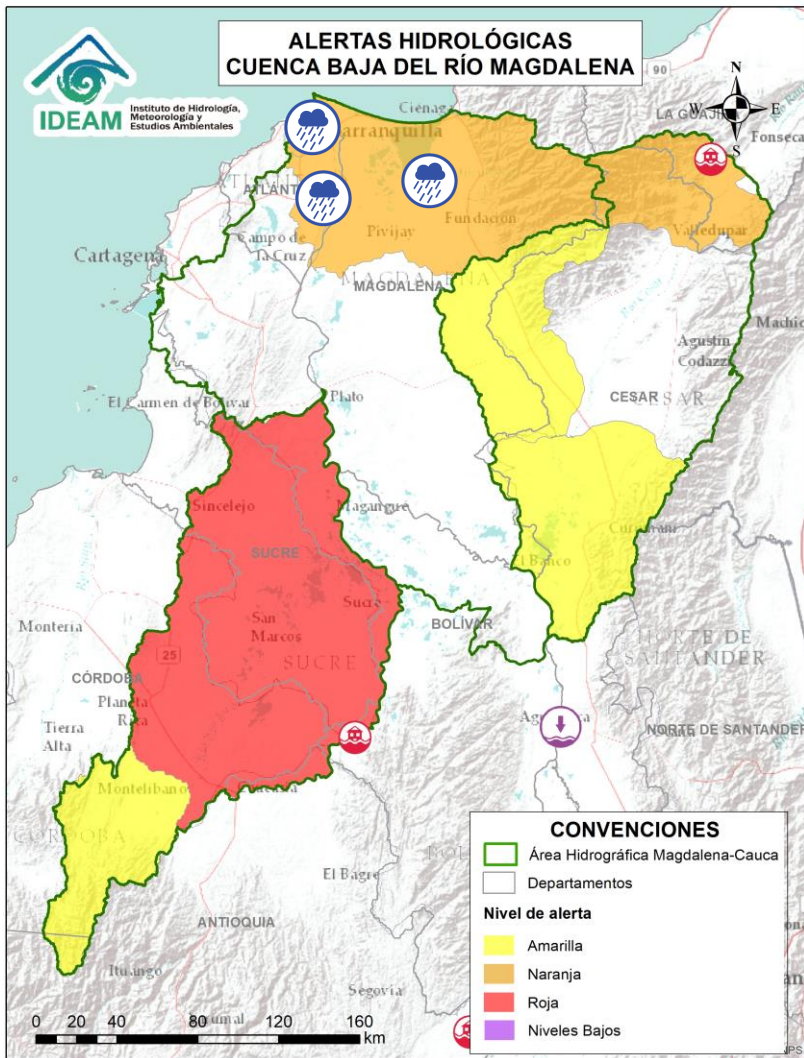 ALERTAS HIDROLÓGICAS
CUENCA BAJA DEL RÍO MAGDALENA
IDEAM
Instituto de Hidrología,
Meteorología y
Estudios Ambientales
N
W E
S
90
Ciénaga
LA GUAJIRA
Fonseca
Fundación
Pivijay
Valledupar
Campo de
la Cruz
Cartagena
MAGDALENA
MAGDALENA
Agustín
Codazzi
CESAR
CESAR
El Carmen de Bolívar
Plato
Sincelejo
Magangué
SUCRE
El Banco
Sucre
San
Marcos
BOLÍVAR
Montería
SUCRE
25
NORTE DE
SANTANDER
CÓRDOBA
Planeta
Rica
Tierra
Alta
NORTE DE SANTANDER
Montelíbano
CÓRDOBA
El Bagre
ANTIOQUIA
Ituango
Segovia
CONVENCIONES
Área Hidrográfica Magdalena-Cauca
Departamentos
Nivel de alerta
Amarilla
Naranja
Roja
Niveles Bajos
0 20 40 80 120 160
km